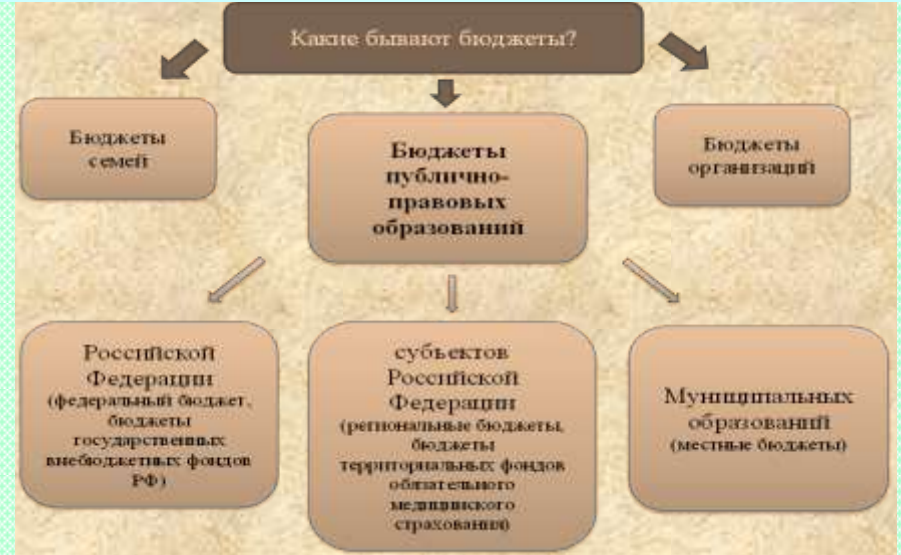 Какие бывают бюджеты?
Бюджеты
семей
Бюджеты
публично-
правовых
образований
Бюджеты
организаций
Российской
Федерации
(федеральный бюджет,
бюджеты
государственных
внебюджетных фондов
РФ)
субъектов
Российской
Федерации
(региональные бюджеты,
бюджеты
территориальных фондов
обязательного
медицинского
страхования)
Муниципальных
образований
(местные бюджеты)